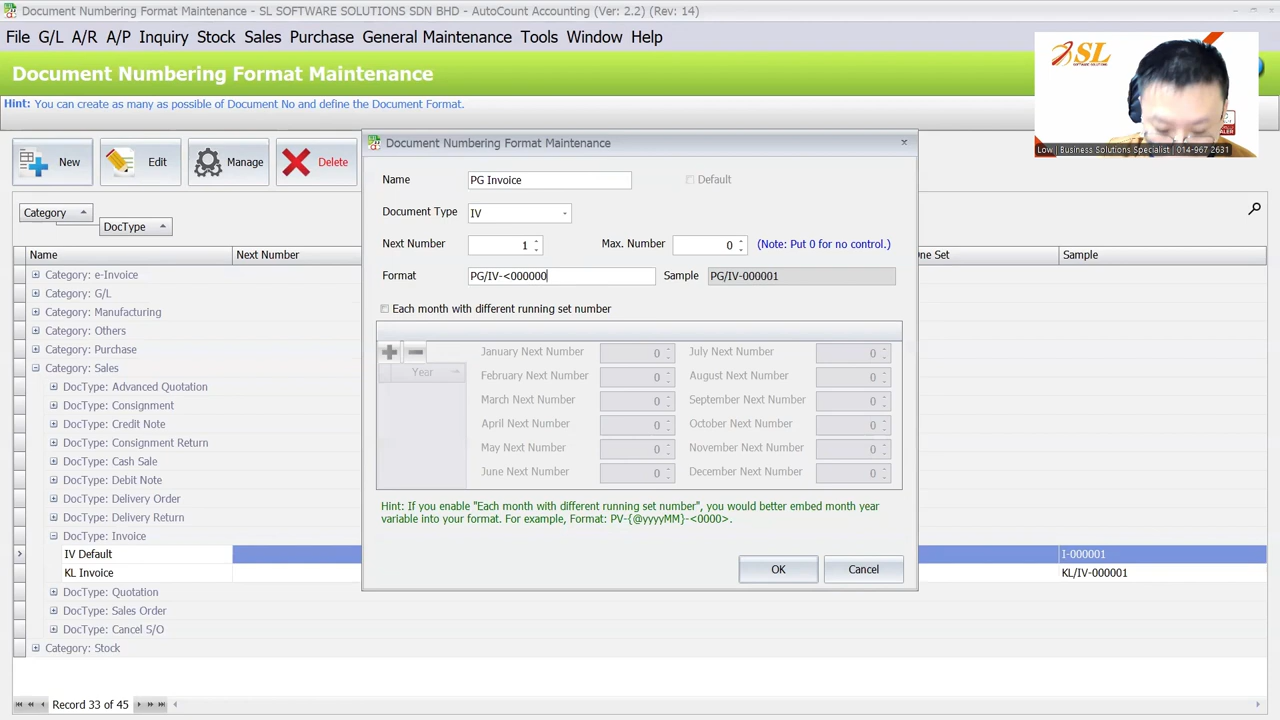 Document Numbering Format Maintenance - SL SOFTWARE SOLUTIONS SDN BHD - AutoCount Accounting (Ver: 2.2) (Rev: 14)
File G/L A/R A/P Inquiry Stock Sales Purchase General Maintenance Tools Window Help
Document Numbering Format Maintenance
Hint: You can create as many as possible of Document No and define the Document Format.
SL
SOFTWARE SOLUTIONS
Low | Business Solutions Specialist | 014-967 2631
New Edit Manage Delete
Category
DocType
Name Next Number One Set Sample
Category: e-Invoice
Category: G/L
Category: Manufacturing
Category: Others
Category: Purchase
Category: Sales
DocType: Advanced Quotation
DocType: Consignment
DocType: Credit Note
DocType: Consignment Return
DocType: Cash Sale
DocType: Debit Note
DocType: Delivery Order
DocType: Delivery Return
DocType: Invoice
IV Default I-000001
KL Invoice KL/IV-000001
DocType: Quotation
DocType: Sales Order
DocType: Cancel S/O
Category: Stock
Record 33 of 45
Document Numbering Format Maintenance
Name PG Invoice Default
Document Type IV
Next Number 1 Max. Number 0 (Note: Put 0 for no control.)
Format PG/IV-<000000 Sample PG/IV-000001
Each month with different running set number
Year
January Next Number 0 July Next Number 0
February Next Number 0 August Next Number 0
March Next Number 0 September Next Number 0
April Next Number 0 October Next Number 0
May Next Number 0 November Next Number 0
June Next Number 0 December Next Number 0
Hint: If you enable "Each month with different running set number", you would better embed month year
variable into your format. For example, Format: PV-{@yyyyMM}-<0000>.
OK Cancel